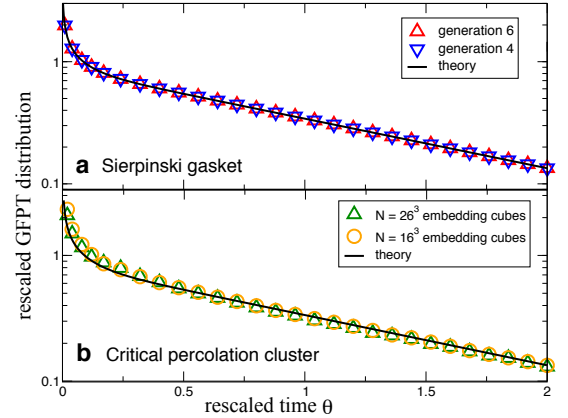 rescaled GFPT distribution
generation 6
generation 4
theory
1
0.1
a Sierpinski gasket
N = 26³ embedding cubes
N = 16³ embedding cubes
theory
1
0.1
b Critical percolation cluster
0 0.5 1 1.5 2
rescaled time θ